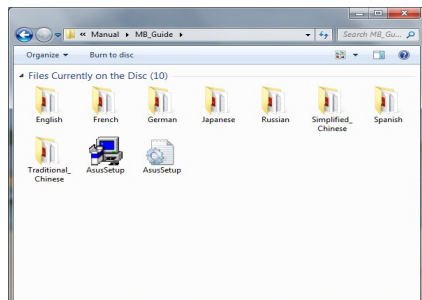 « Manual ▸ MB_Guide ▸
Search MB_Gu...
Organize ▾ Burn to disc
Files Currently on the Disc (10)
English French German Japanese Russian Simplified_ Spanish
Chinese
Traditional_ AsusSetup AsusSetup
Chinese